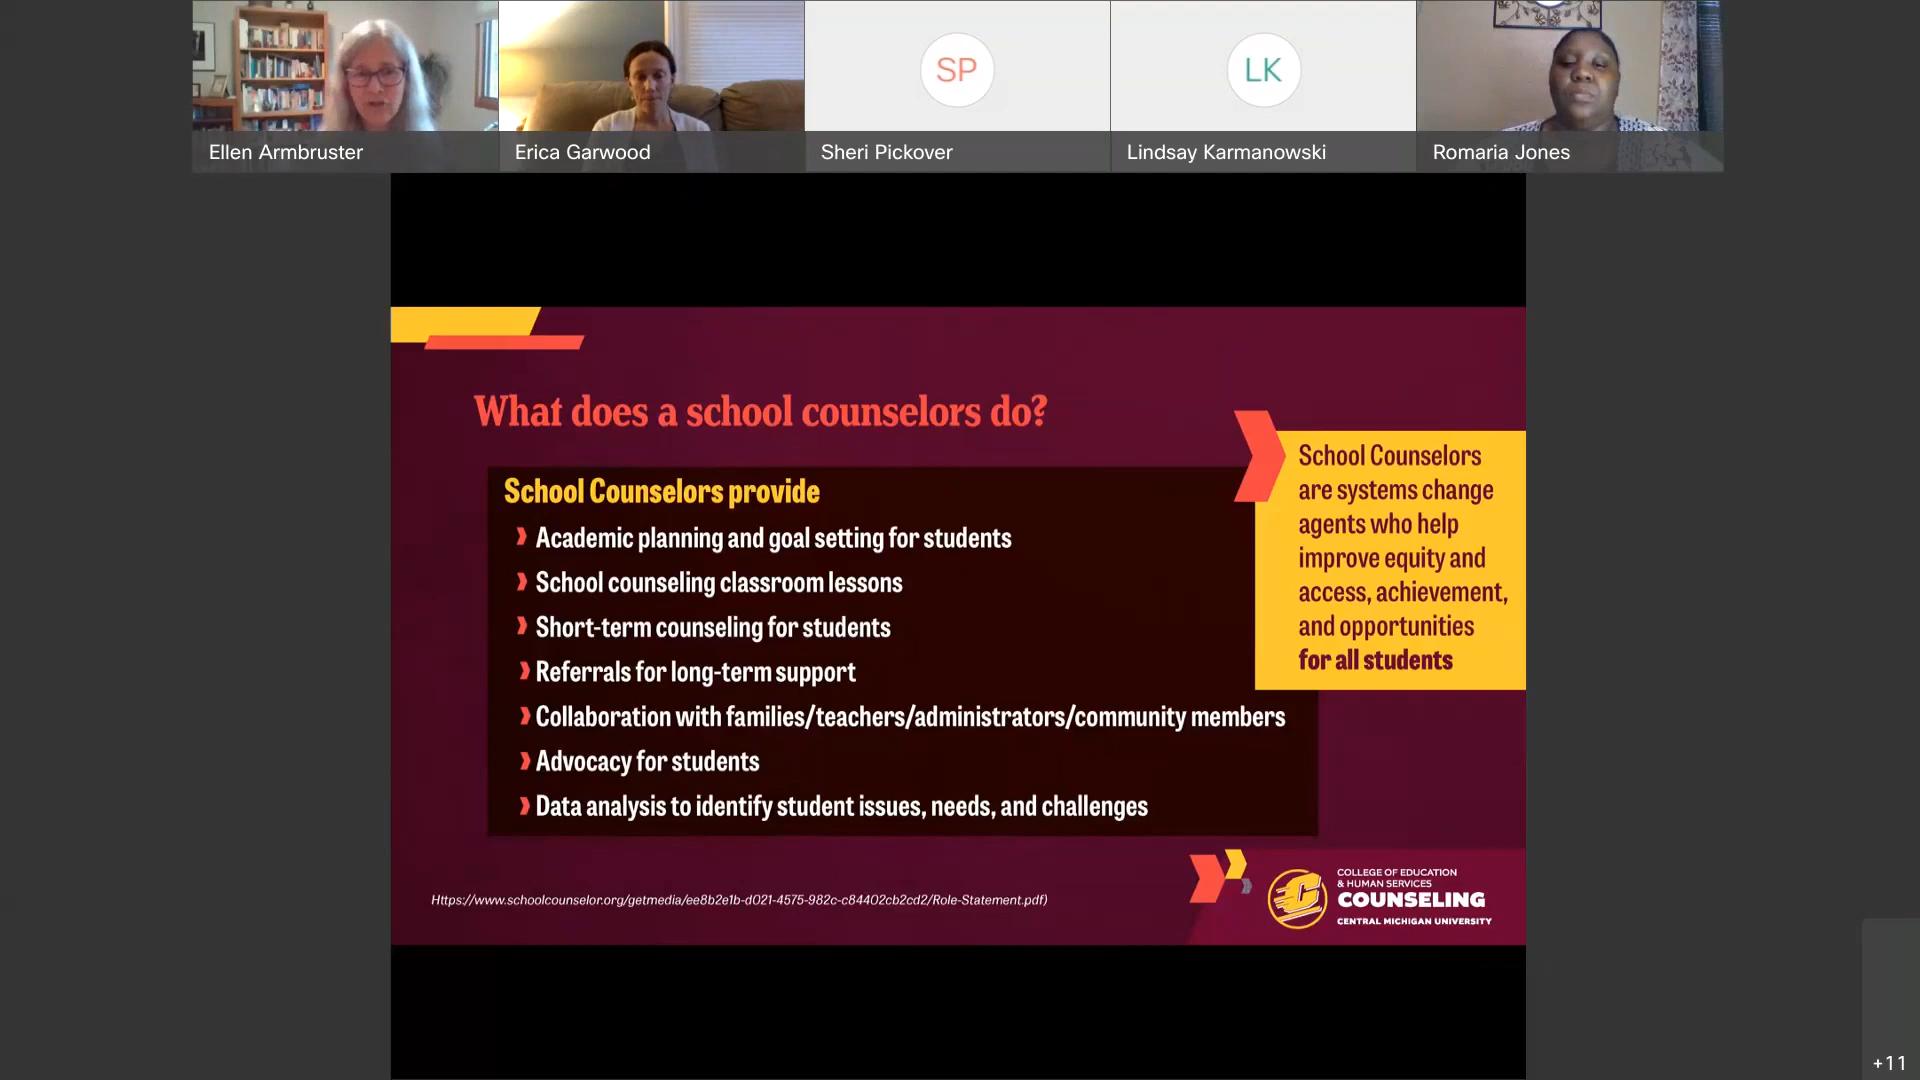 SP
LK
Ellen Armbruster
Erica Garwood
Sheri Pickover
Lindsay Karmanowski
Romaria Jones
What does a school counselors do?
School Counselors provide
Academic planning and goal setting for students
School counseling classroom lessons
Short-term counseling for students
Referrals for long-term support
Collaboration with families/teachers/administrators/community members
Advocacy for students
Data analysis to identify student issues, needs, and challenges
School Counselors
are systems change
agents who help
improve equity and
access, achievement,
and opportunities
for all students
Https://www.schoolcounselor.org/getmedia/ee8b2e1b-d021-4575-982c-c84402cb2cd2/Role-Statement.pdf)
C
COLLEGE OF EDUCATION
& HUMAN SERVICES
COUNSELING
CENTRAL MICHIGAN UNIVERSITY
+11